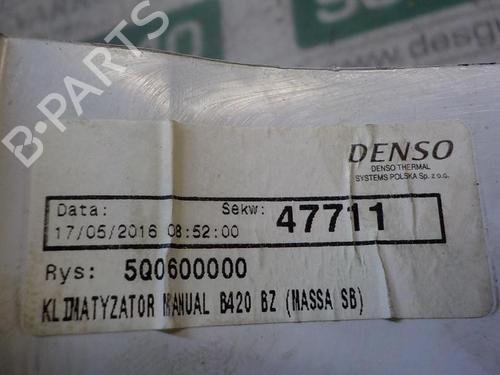 DENSO
DENSO THERMAL
SYSTEMS POLSKA Sp. z o.o.
Data: Sekw: 47711
17/05/2016 08:52:00
Rys: 5Q0600000
KLIMATYZATOR MANUAL B420 BZ (MASSA SB)
B-PARTS